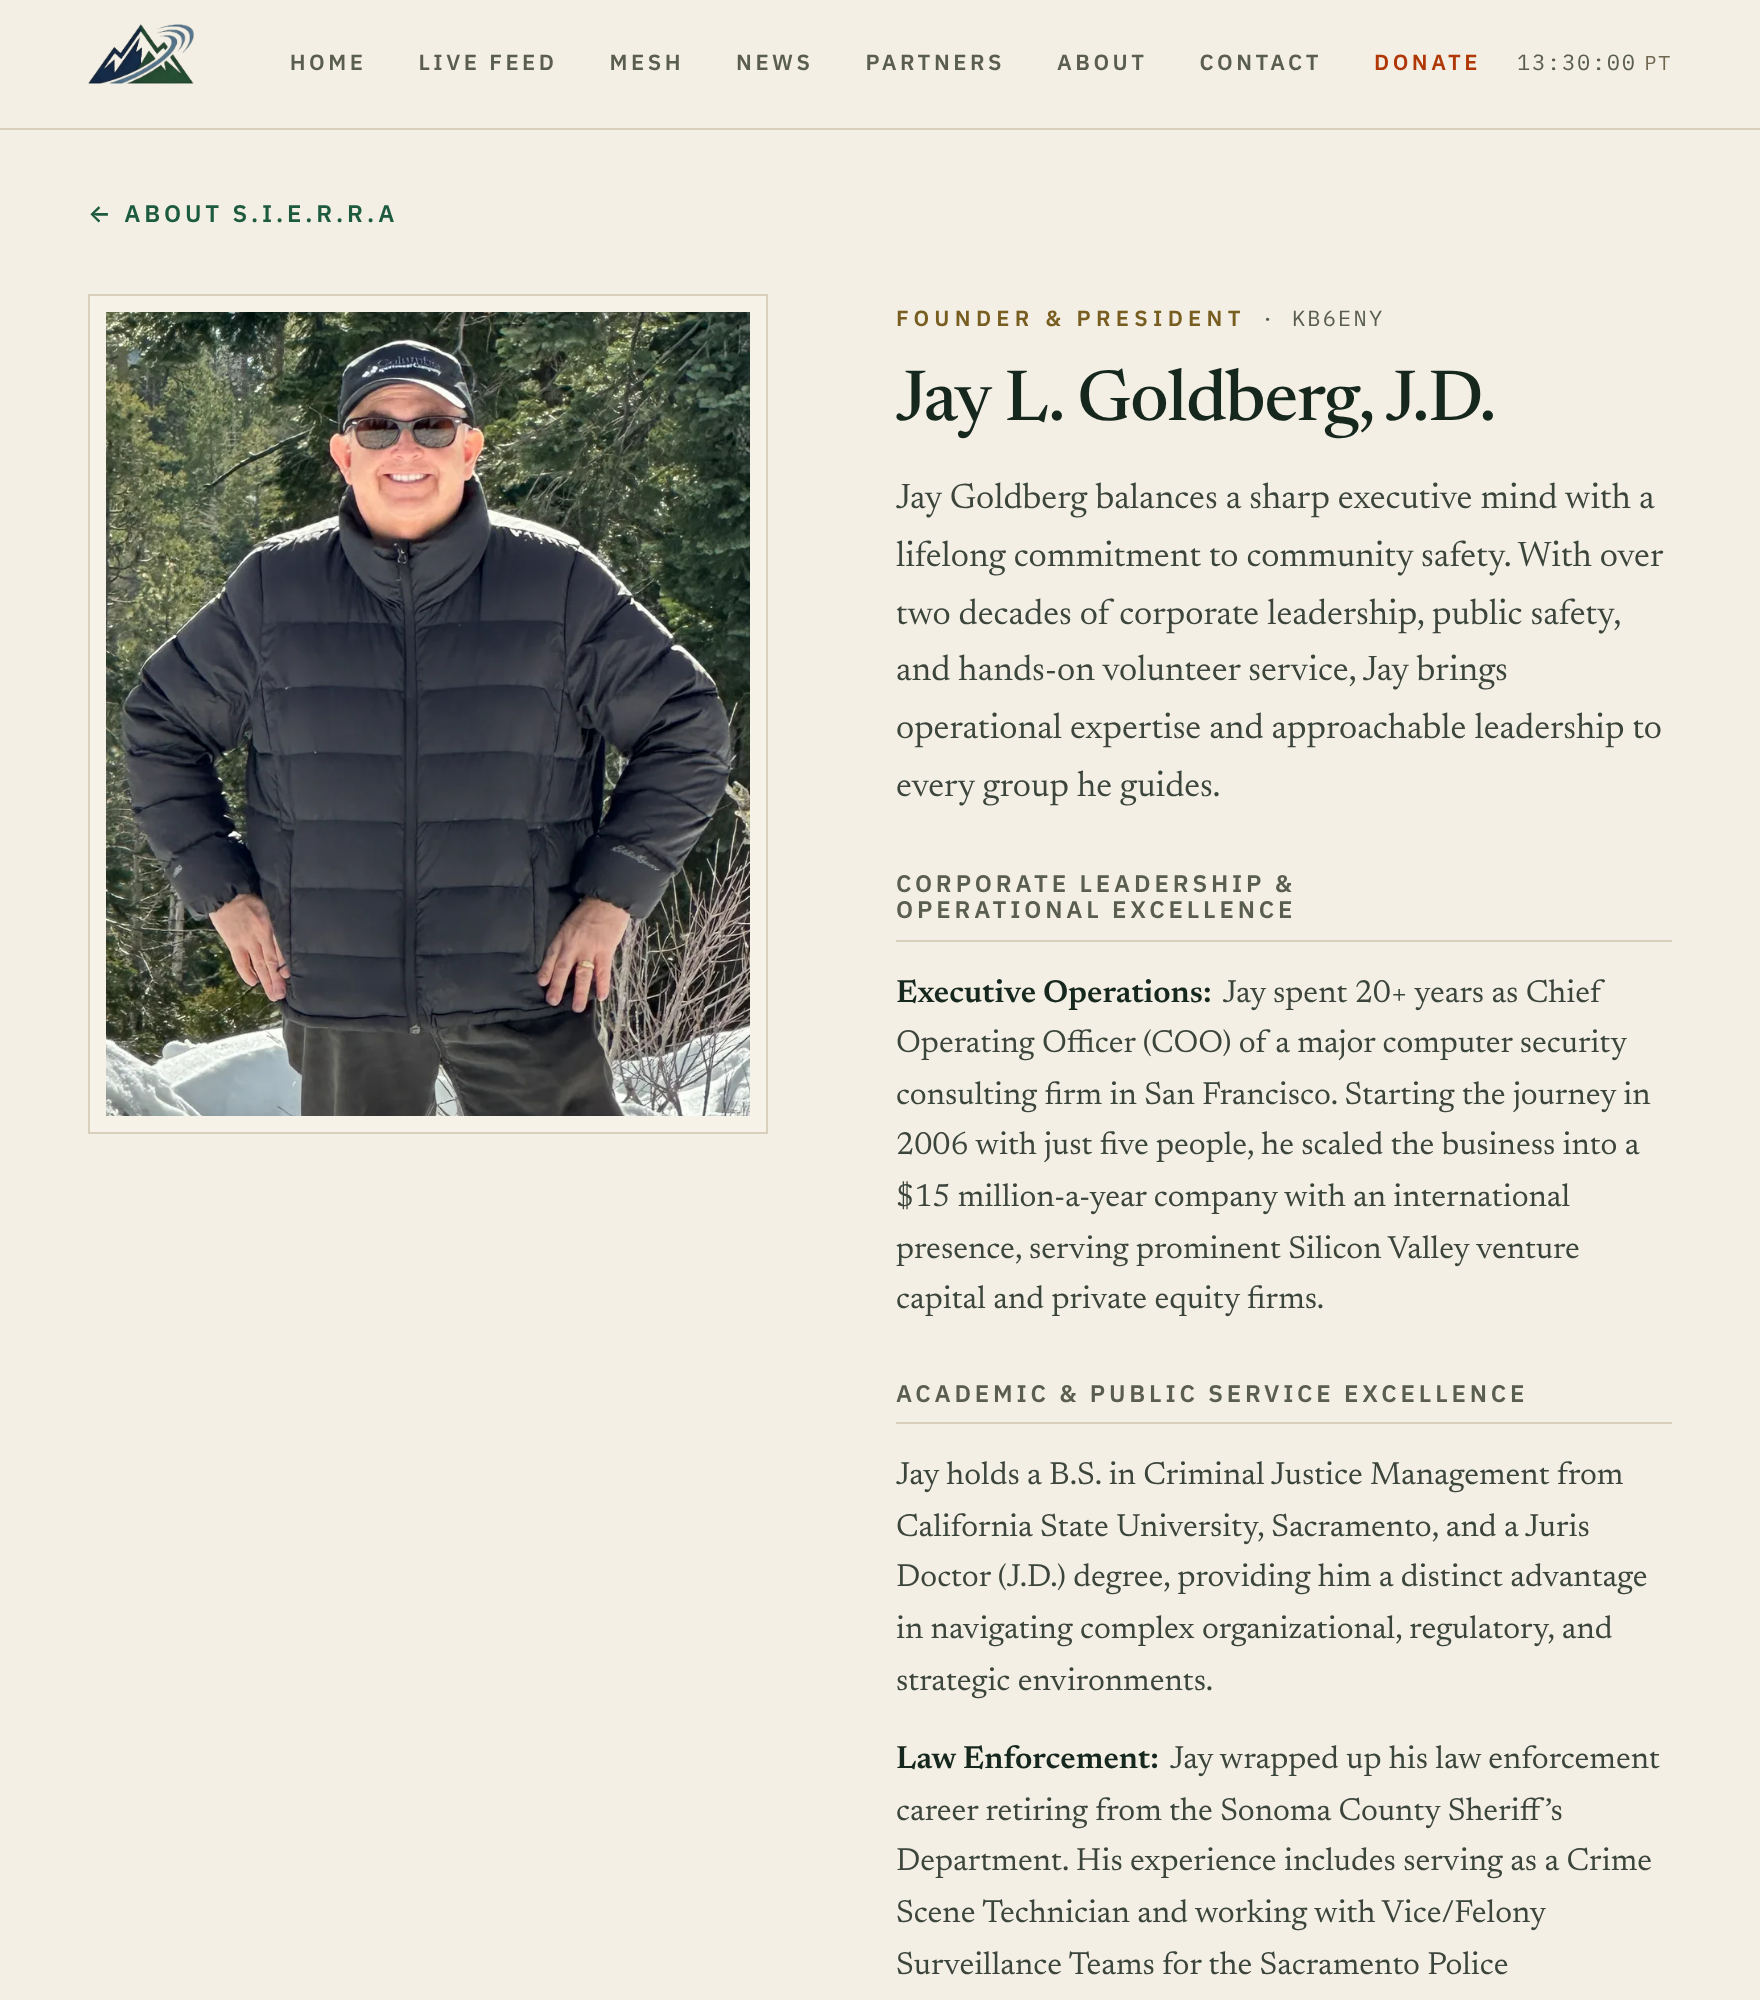 HOME LIVE FEED MESH NEWS PARTNERS ABOUT CONTACT DONATE 13:30:00 PT
← ABOUT S.I.E.R.R.A
Columbia
Sportswear Company
Eddie Bauer
FOUNDER & PRESIDENT · KB6ENY
Jay L. Goldberg, J.D.
Jay Goldberg balances a sharp executive mind with a
lifelong commitment to community safety. With over
two decades of corporate leadership, public safety,
and hands-on volunteer service, Jay brings
operational expertise and approachable leadership to
every group he guides.
CORPORATE LEADERSHIP &
OPERATIONAL EXCELLENCE
Executive Operations: Jay spent 20+ years as Chief
Operating Officer (COO) of a major computer security
consulting firm in San Francisco. Starting the journey in
2006 with just five people, he scaled the business into a
$15 million-a-year company with an international
presence, serving prominent Silicon Valley venture
capital and private equity firms.
ACADEMIC & PUBLIC SERVICE EXCELLENCE
Jay holds a B.S. in Criminal Justice Management from
California State University, Sacramento, and a Juris
Doctor (J.D.) degree, providing him a distinct advantage
in navigating complex organizational, regulatory, and
strategic environments.
Law Enforcement: Jay wrapped up his law enforcement
career retiring from the Sonoma County Sheriff’s
Department. His experience includes serving as a Crime
Scene Technician and working with Vice/Felony
Surveillance Teams for the Sacramento Police